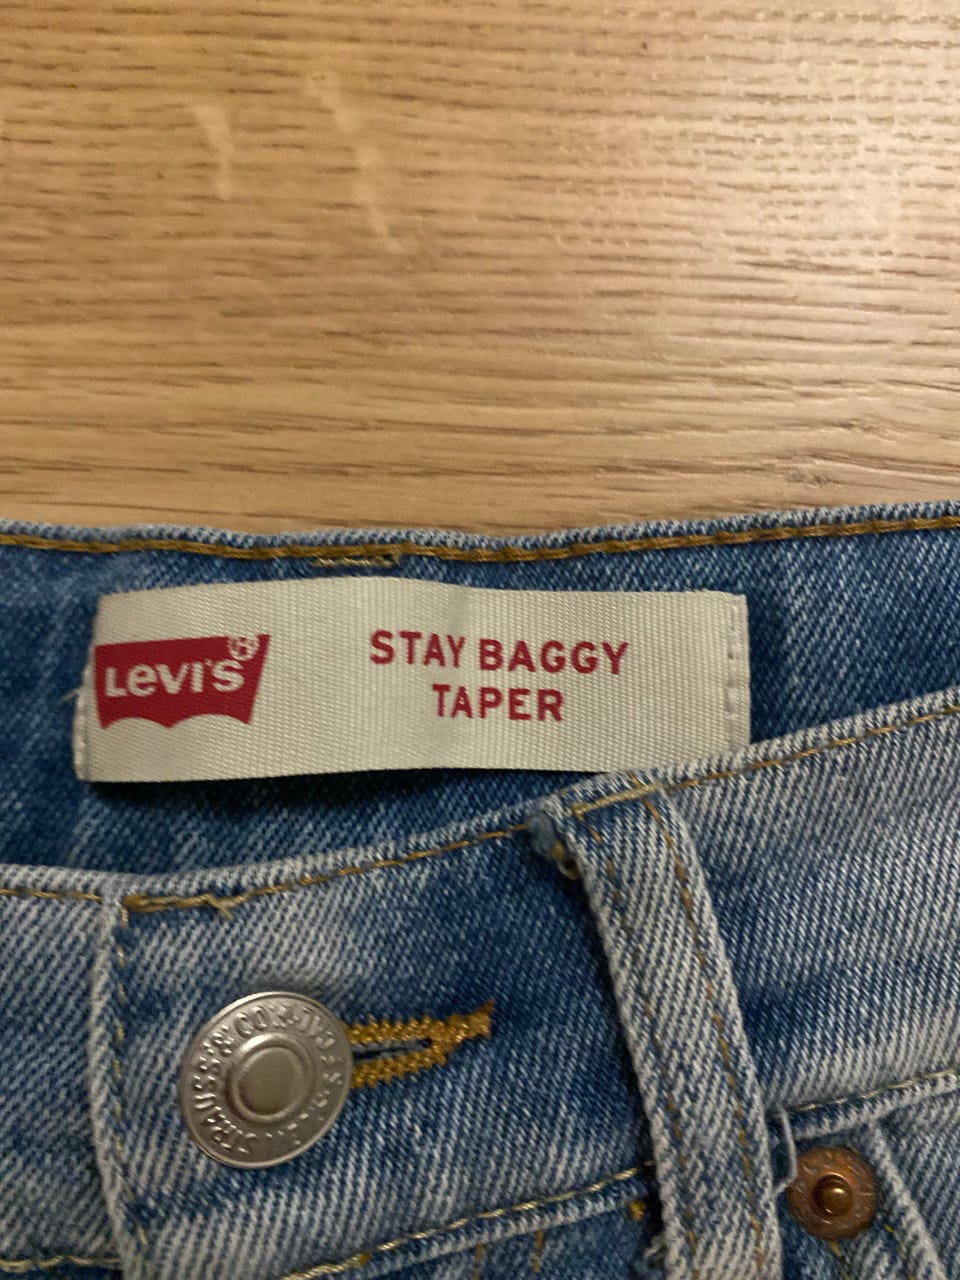 Levi's®
STAY BAGGY
TAPER
STRAUSS & CO